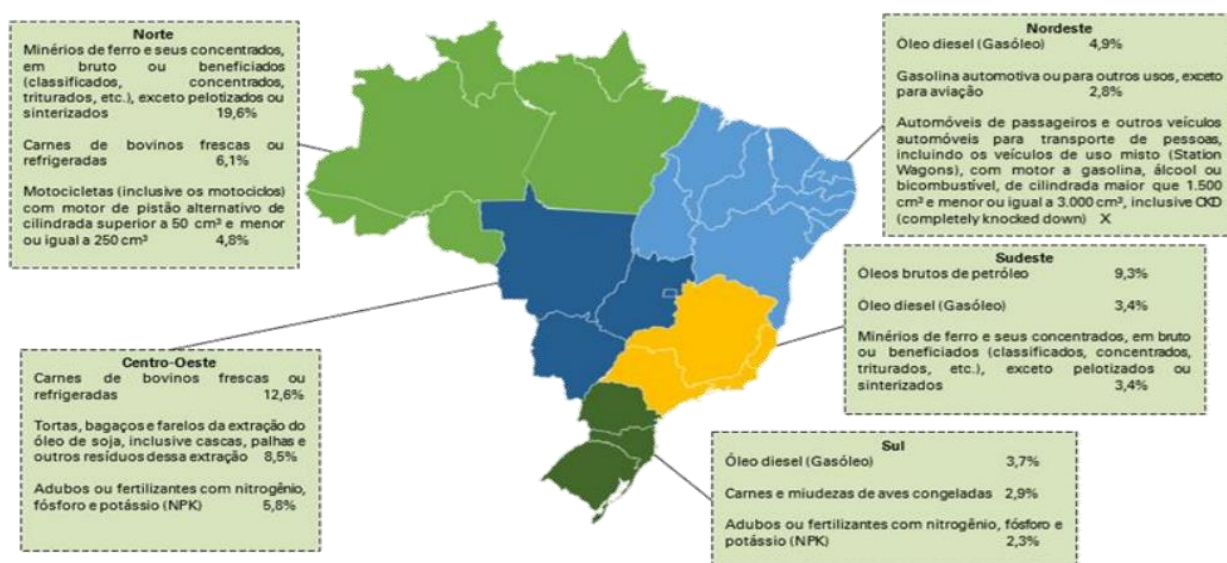 Norte
Minérios de ferro e seus concentrados,
em bruto ou beneficiados
(classificados, concentrados,
triturados, etc.), exceto pelotizados ou
sinterizados 19,6%
Carnes de bovinos frescas ou
refrigeradas 6,1%
Motocicletas (inclusive os motociclos)
com motor de pistão alternativo de
cilindrada superior a 50 cm³ e menor
ou igual a 250 cm³ 4,8%
Nordeste
Óleo diesel (Gasóleo) 4,9%
Gasolina automotiva ou para outros usos, exceto
para aviação 2,8%
Automóveis de passageiros e outros veículos
automóveis para transporte de pessoas,
incluindo os veículos de uso misto (Station
Wagons), com motor a gasolina, álcool ou
bicombustível, de cilindrada maior que 1.500
cm³ e menor ou igual a 3.000 cm³, inclusive CKD
(completely knocked down) X
Sudeste
Óleos brutos de petróleo 9,3%
Óleo diesel (Gasóleo) 3,4%
Minérios de ferro e seus concentrados, em bruto
ou beneficiados (classificados, concentrados,
triturados, etc.), exceto pelotizados ou
sinterizados 3,4%
Centro-Oeste
Carnes de bovinos frescas ou
refrigeradas 12,6%
Tortas, bagaços e farelos da extração do
óleo de soja, inclusive cascas, palhas e
outros resíduos dessa extração 8,5%
Adubos ou fertilizantes com nitrogênio,
fósforo e potássio (NPK) 5,8%
Sul
Óleo diesel (Gasóleo) 3,7%
Carnes e miudezas de aves congeladas 2,9%
Adubos ou fertilizantes com nitrogênio, fósforo e
potássio (NPK) 2,3%